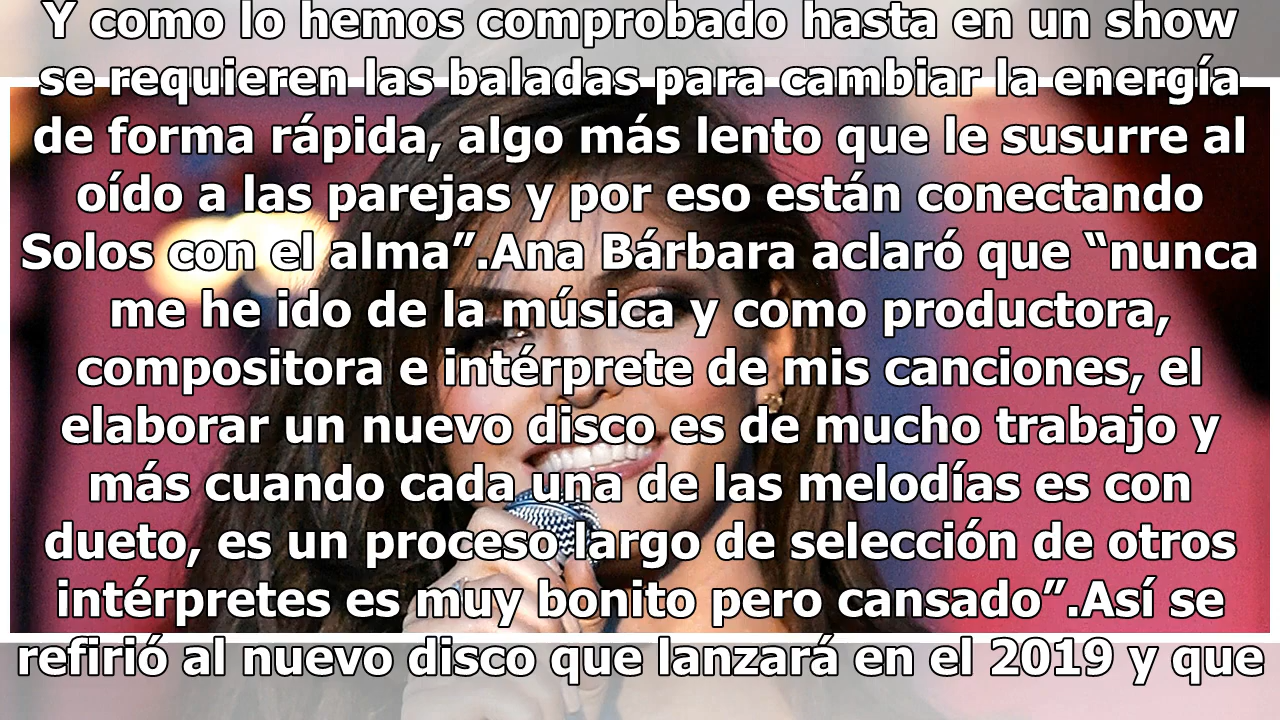 Y como lo hemos comprobado hasta en un show
se requieren las baladas para cambiar la energía
de forma rápida, algo más lento que le susurre al
oído a las parejas y por eso están conectando
Solos con el alma”.Ana Bárbara aclaró que “nunca
me he ido de la música y como productora,
compositora e intérprete de mis canciones, el
elaborar un nuevo disco es de mucho trabajo y
más cuando cada una de las melodías es con
dueto, es un proceso largo de selección de otros
intérpretes es muy bonito pero cansado”.Así se
refirió al nuevo disco que lanzará en el 2019 y que